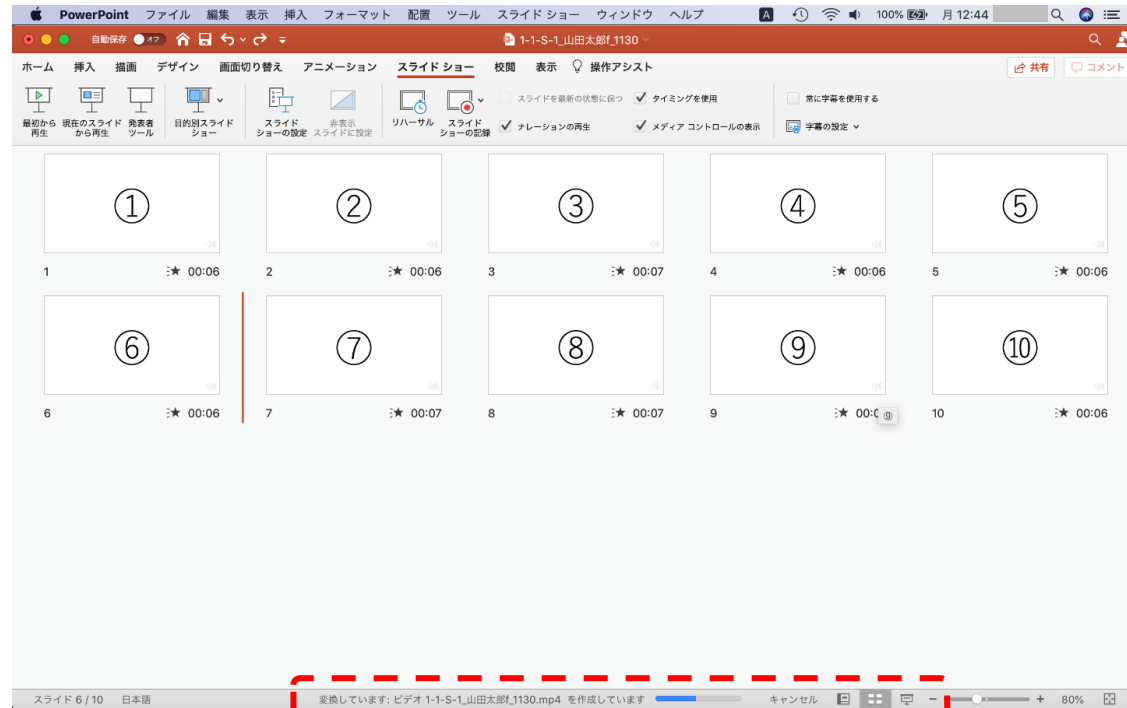 PowerPoint ファイル 編集 表示 挿入 フォーマット 配置 ツール スライド ショー ウィンドウ ヘルプ A 100% 月 12:44
自動保存 オフ 1-1-S-1_山田太郎f_1130
ホーム 挿入 描画 デザイン 画面切り替え アニメーション スライド ショー 校閲 表示 操作アシスト 共有 コメント
最初から 再生
現在のスライド から再生
発表者 ツール
目的別スライド ショー
スライド ショーの設定
非表示 スライドに設定
リハーサル
スライド ショーの記録
スライドを最新の状態に保つ タイミングを使用 常に字幕を使用する
ナレーションの再生 メディア コントロールの表示 字幕の設定
① ② ③ ④ ⑤
1 00:06 2 00:06 3 00:07 4 00:06 5 00:06
⑥ ⑦ ⑧ ⑨ ⑩
6 00:06 7 00:07 8 00:07 9 00: ⑨ 10 00:06
スライド 6 / 10 日本語 変換しています: ビデオ 1-1-S-1_山田太郎f_1130.mp4 を作成しています キャンセル − + 80%